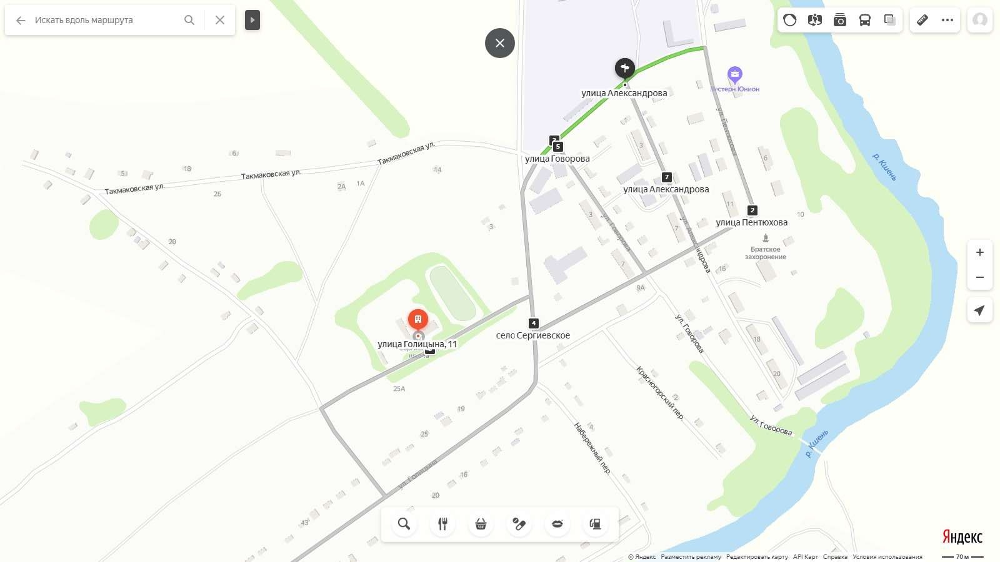 Искать вдоль маршрута
улица Александрова
Вестерн Юнион
ул. Пентюхова
1
3
5
улица Говорова
3
6
р. Кшень
Такмаковская ул.
6
18
5
Такмаковская ул.
Такмаковская ул.
14
2А
1А
2Б
7
улица Александрова
11
2
улица Пентюхова
10
3
3
ул. Говорова
7
ул. Александрова
Братское
захоронение
29
7
16
9А
4
село Сергиевское
улица Голицына, 11
школа
ул. Говорова
18
20
25А
Красногорский пер.
2
19
25
Набережный пер.
4
ул. Говорова
р. Кшень
ул. Голицына
16
20
43
Яндекс
© Яндекс Разместить рекламу Редактировать карту API Карт Справка Условия использования
70 м